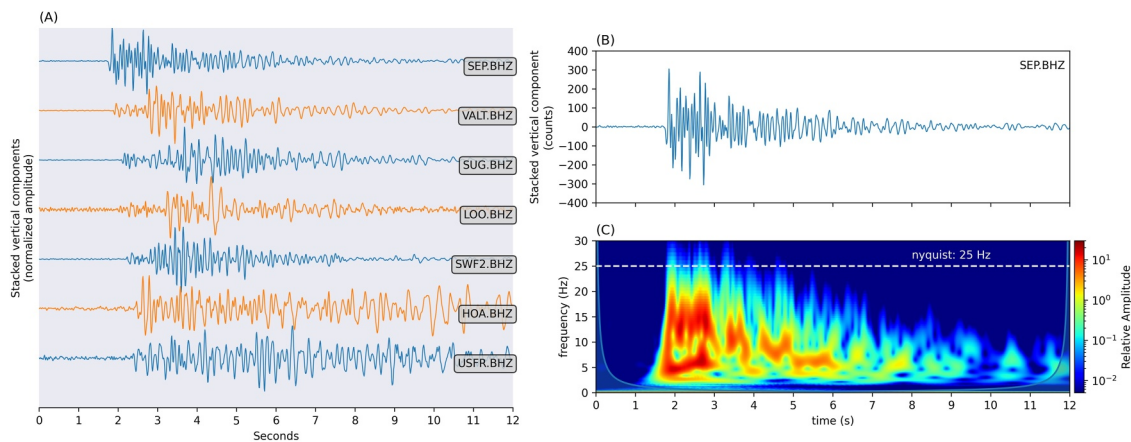 (A)
SEP.BHZ
VALT.BHZ
SUG.BHZ
LOO.BHZ
SWF2.BHZ
HOA.BHZ
USFR.BHZ
Stacked vertical components
(normalized amplitude)
0 1 2 3 4 5 6 7 8 9 10 11 12
Seconds
(B)
SEP.BHZ
Stacked vertical component
(counts)
400
300
200
100
0
−100
−200
−300
−400
(C)
nyquist: 25 Hz
frequency (Hz)
30
25
20
15
10
5
0
0 1 2 3 4 5 6 7 8 9 10 11 12
time (s)
10¹
10⁰
10⁻¹
10⁻²
Relative Amplitude